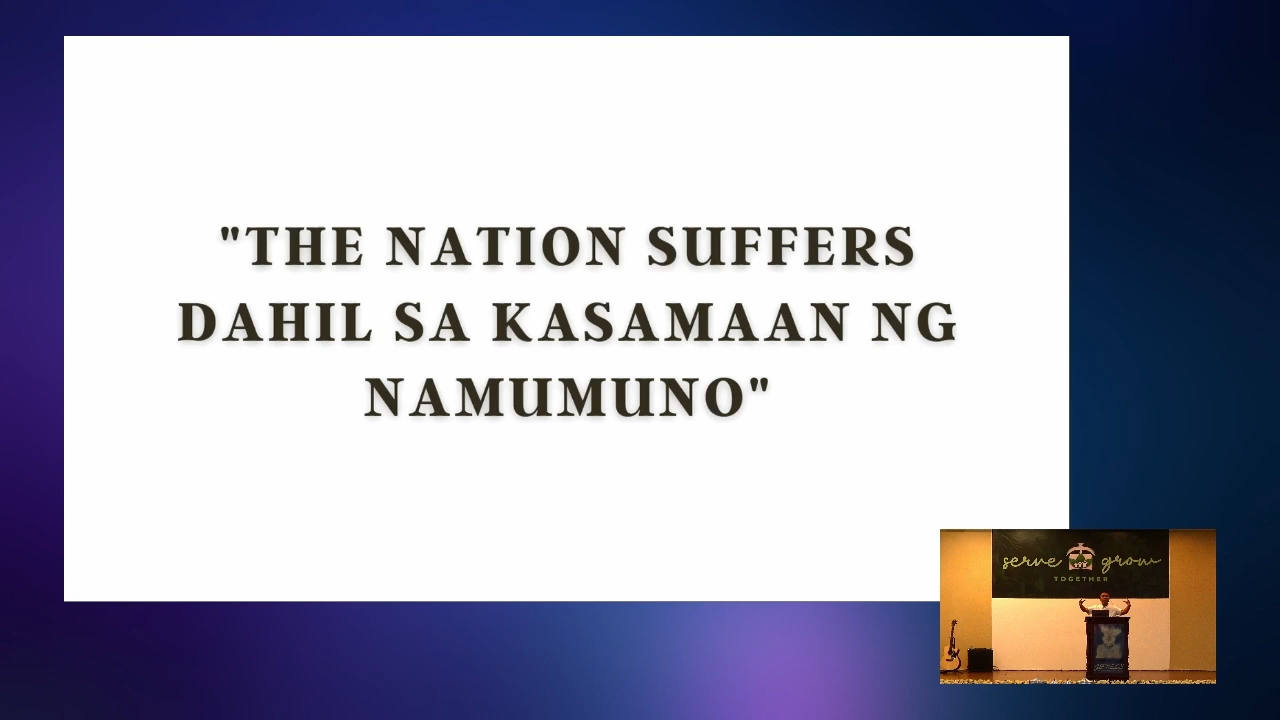 "THE NATION SUFFERS
DAHIL SA KASAMAAN NG
NAMUMUNO"
serve grow
TOGETHER